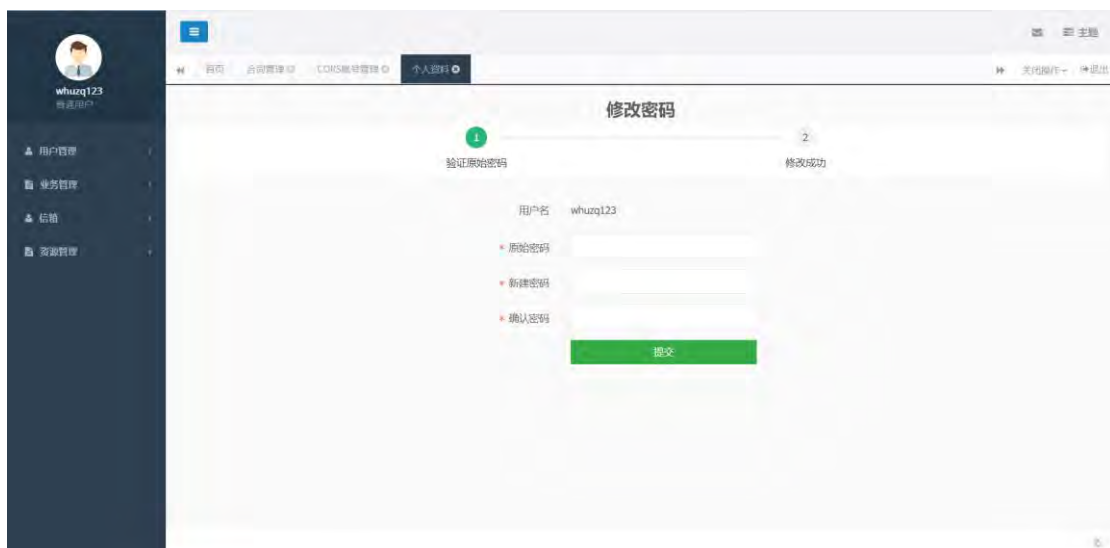 主题
首页 合同管理 CORS账号管理 个人资料 关闭操作 退出
whuzq123
普通用户
用户管理
业务管理
信箱
资源管理
修改密码
1 2
验证原始密码 修改成功
用户名 whuzq123
* 原始密码
* 新建密码
* 确认密码
提交